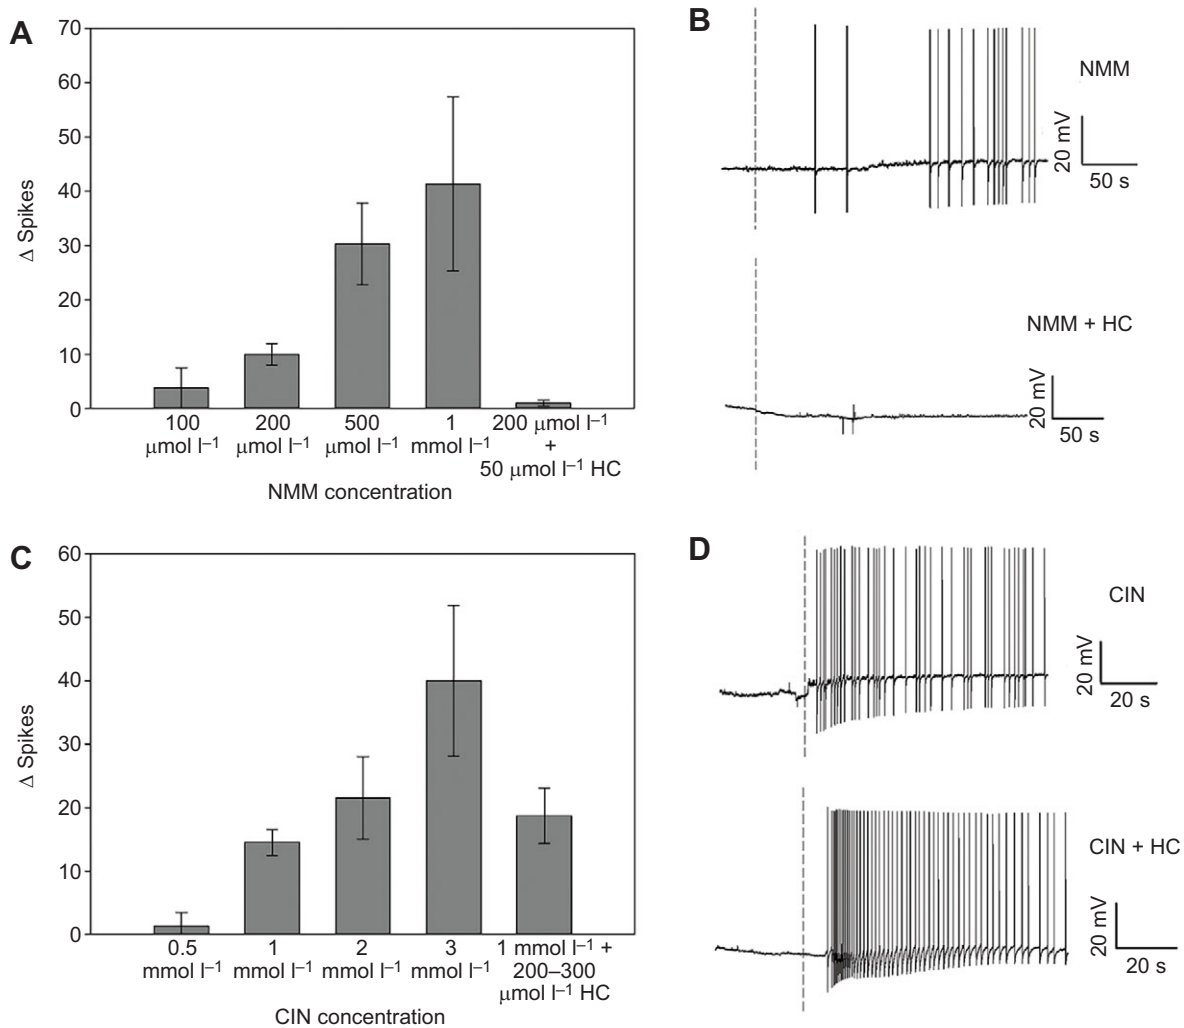 A
70
60
50
40
30
20
10
0
Δ Spikes
100 200 500 1 200 μmol l–1
μmol l–1 μmol l–1 μmol l–1 mmol l–1 +
50 μmol l–1 HC
NMM concentration
B
NMM
20 mV
50 s
NMM + HC
20 mV
50 s
C
60
50
40
30
20
10
0
Δ Spikes
0.5 1 2 3 1 mmol l–1 +
mmol l–1 mmol l–1 mmol l–1 mmol l–1 200–300
μmol l–1 HC
CIN concentration
D
CIN
20 mV
20 s
CIN + HC
20 mV
20 s